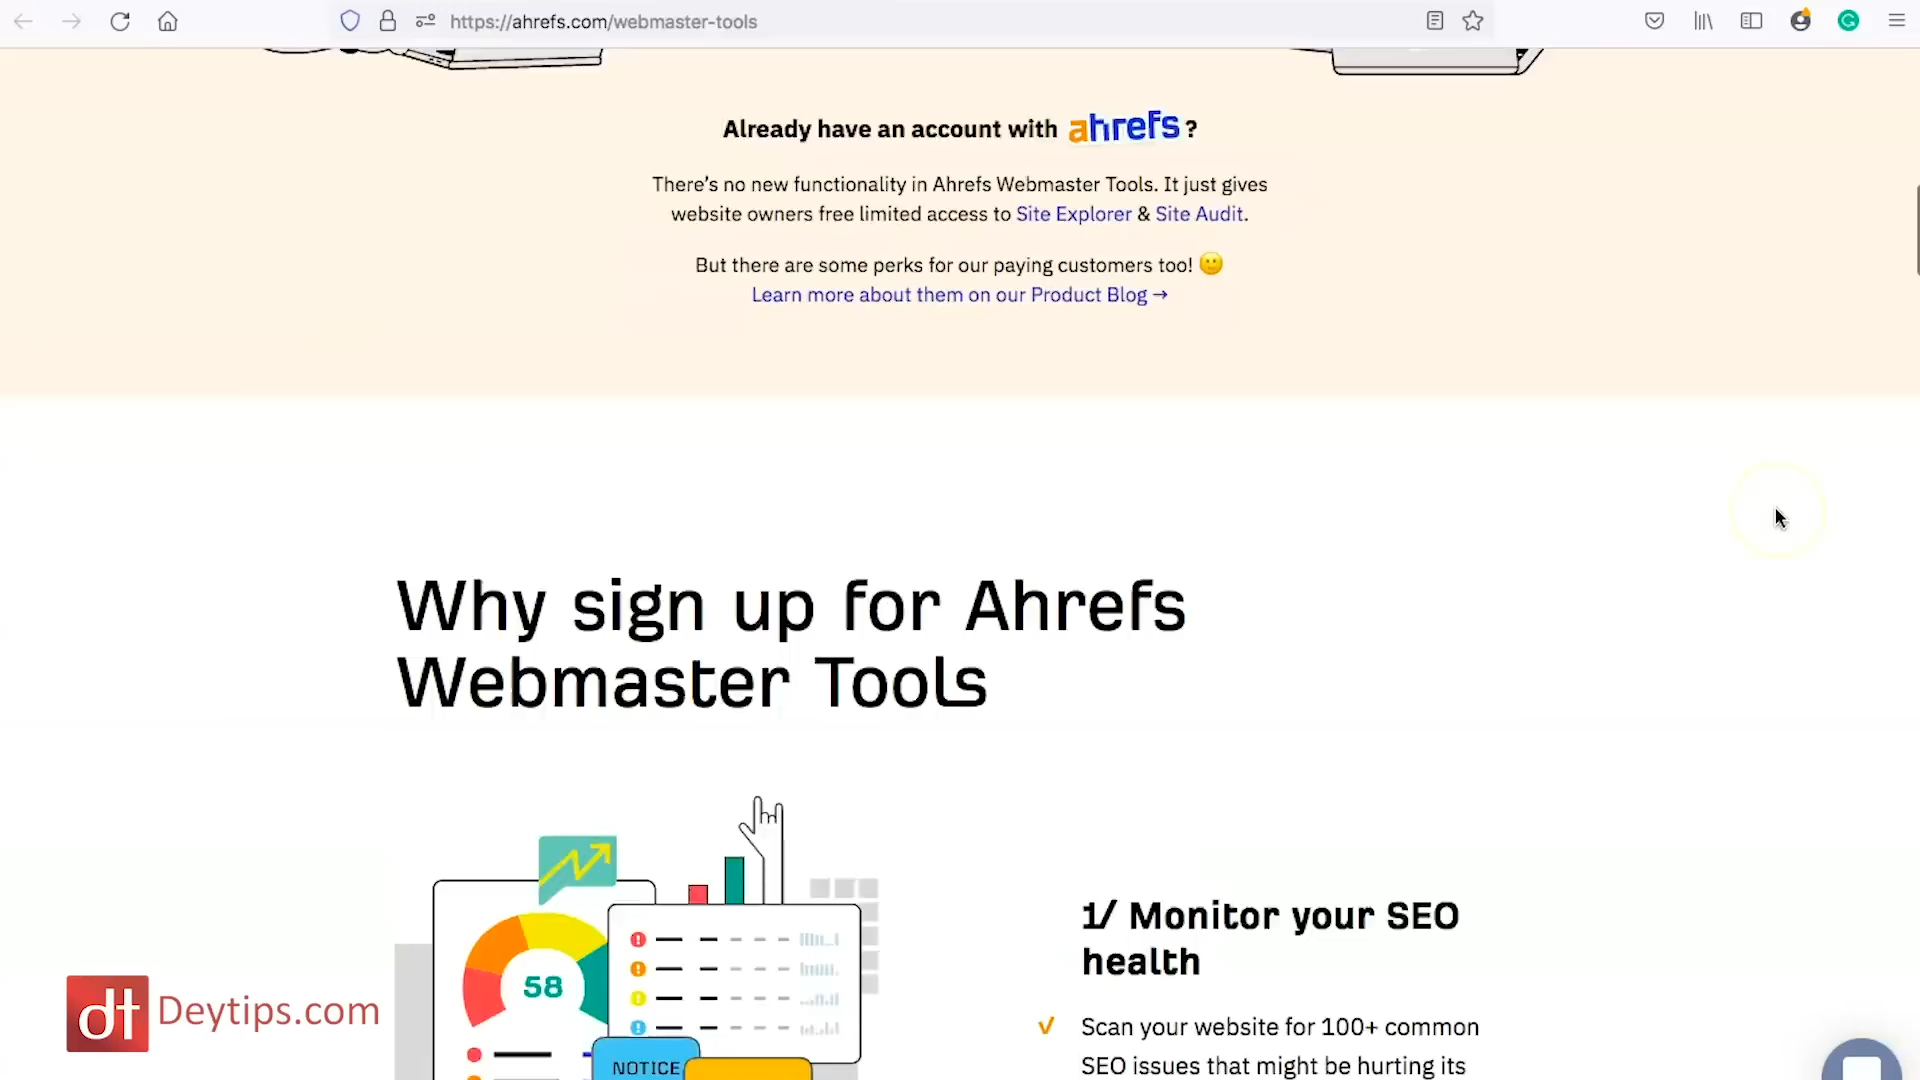 https://ahrefs.com/webmaster-tools
Already have an account with ahrefs?
There's no new functionality in Ahrefs Webmaster Tools. It just gives
website owners free limited access to Site Explorer & Site Audit.
But there are some perks for our paying customers too! 🙂
Learn more about them on our Product Blog →
Why sign up for Ahrefs
Webmaster Tools
58
NOTICE
1/ Monitor your SEO
health
✓ Scan your website for 100+ common
SEO issues that might be hurting its
dt Deytips.com